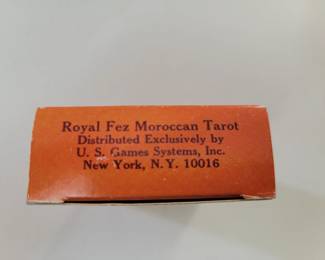 Royal Fez Moroccan Tarot
Distributed Exclusively by
U. S. Games Systems, Inc.
New York, N.Y. 10016